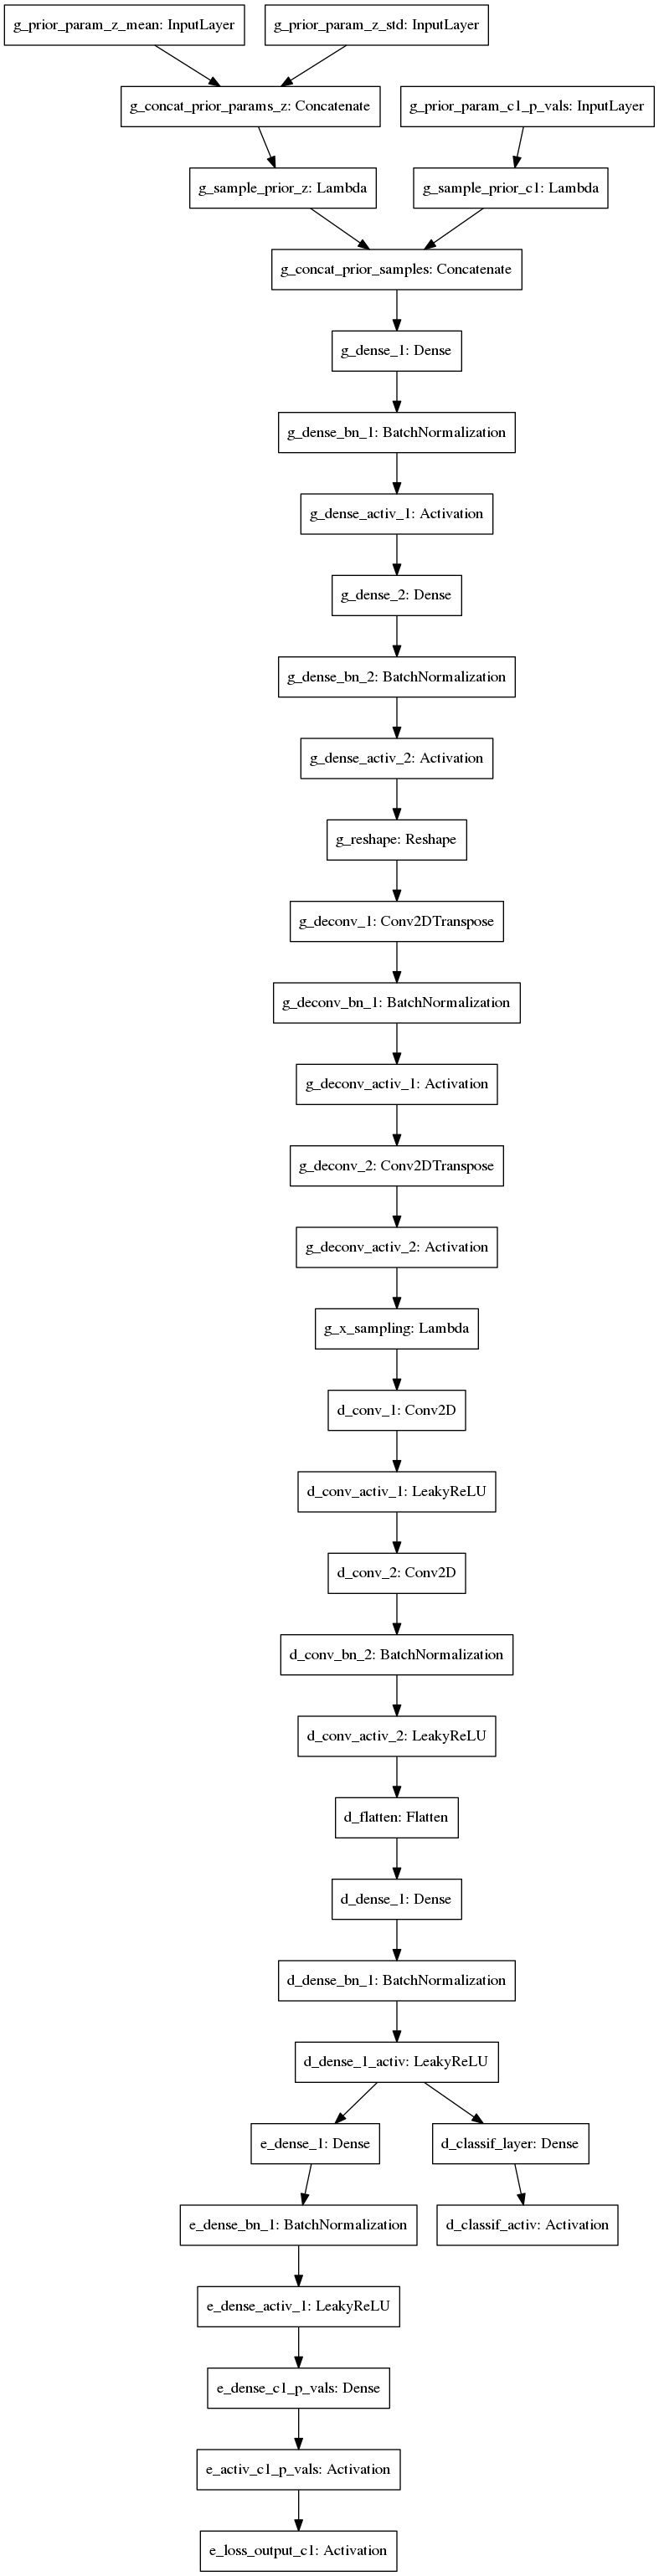 g_prior_param_z_mean: InputLayer
g_prior_param_z_std: InputLayer
g_concat_prior_params_z: Concatenate
g_prior_param_c1_p_vals: InputLayer
g_sample_prior_z: Lambda
g_sample_prior_c1: Lambda
g_concat_prior_samples: Concatenate
g_dense_1: Dense
g_dense_bn_1: BatchNormalization
g_dense_activ_1: Activation
g_dense_2: Dense
g_dense_bn_2: BatchNormalization
g_dense_activ_2: Activation
g_reshape: Reshape
g_deconv_1: Conv2DTranspose
g_deconv_bn_1: BatchNormalization
g_deconv_activ_1: Activation
g_deconv_2: Conv2DTranspose
g_deconv_activ_2: Activation
g_x_sampling: Lambda
d_conv_1: Conv2D
d_conv_activ_1: LeakyReLU
d_conv_2: Conv2D
d_conv_bn_2: BatchNormalization
d_conv_activ_2: LeakyReLU
d_flatten: Flatten
d_dense_1: Dense
d_dense_bn_1: BatchNormalization
d_dense_1_activ: LeakyReLU
e_dense_1: Dense
d_classif_layer: Dense
e_dense_bn_1: BatchNormalization
d_classif_activ: Activation
e_dense_activ_1: LeakyReLU
e_dense_c1_p_vals: Dense
e_activ_c1_p_vals: Activation
e_loss_output_c1: Activation